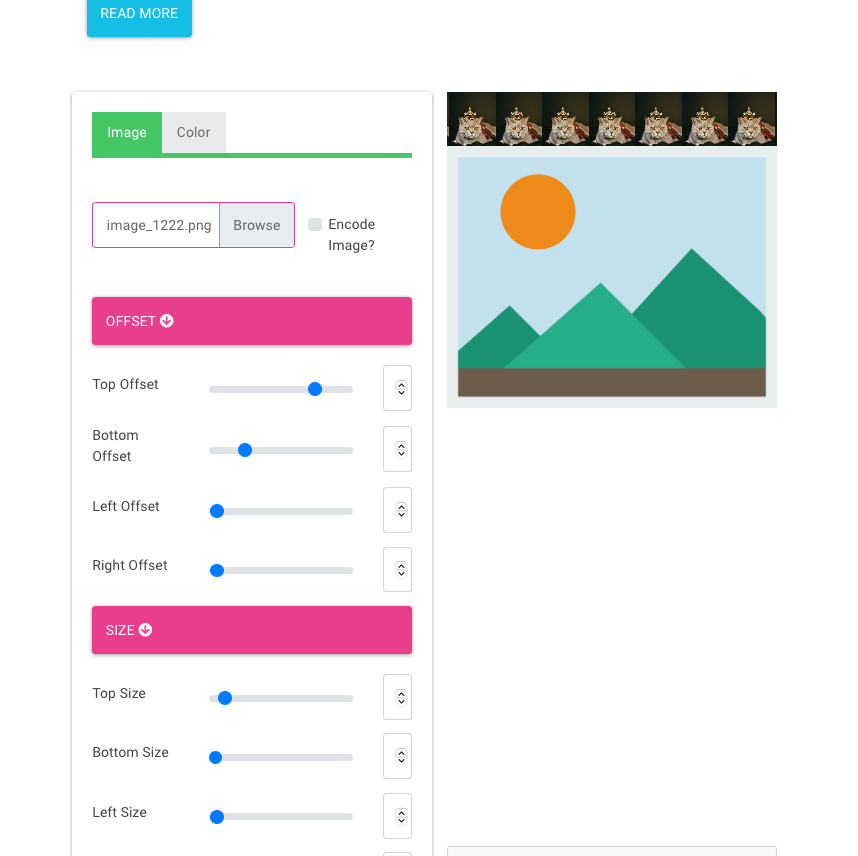 READ MORE
Image
Color
image_1222.png
Browse
Encode
Image?
OFFSET
Top Offset
Bottom
Offset
Left Offset
Right Offset
SIZE
Top Size
Bottom Size
Left Size